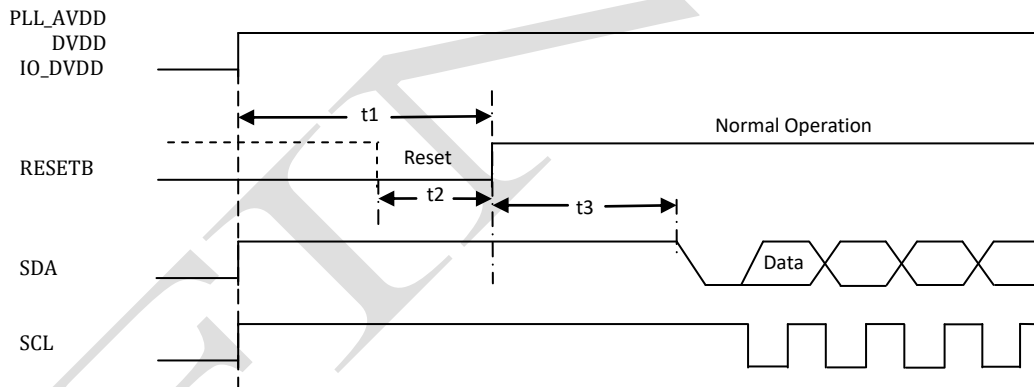 PLL_AVDD
DVDD
IO_DVDD
t1
Normal Operation
RESETB
Reset
t2
t3
SDA
Data
SCL